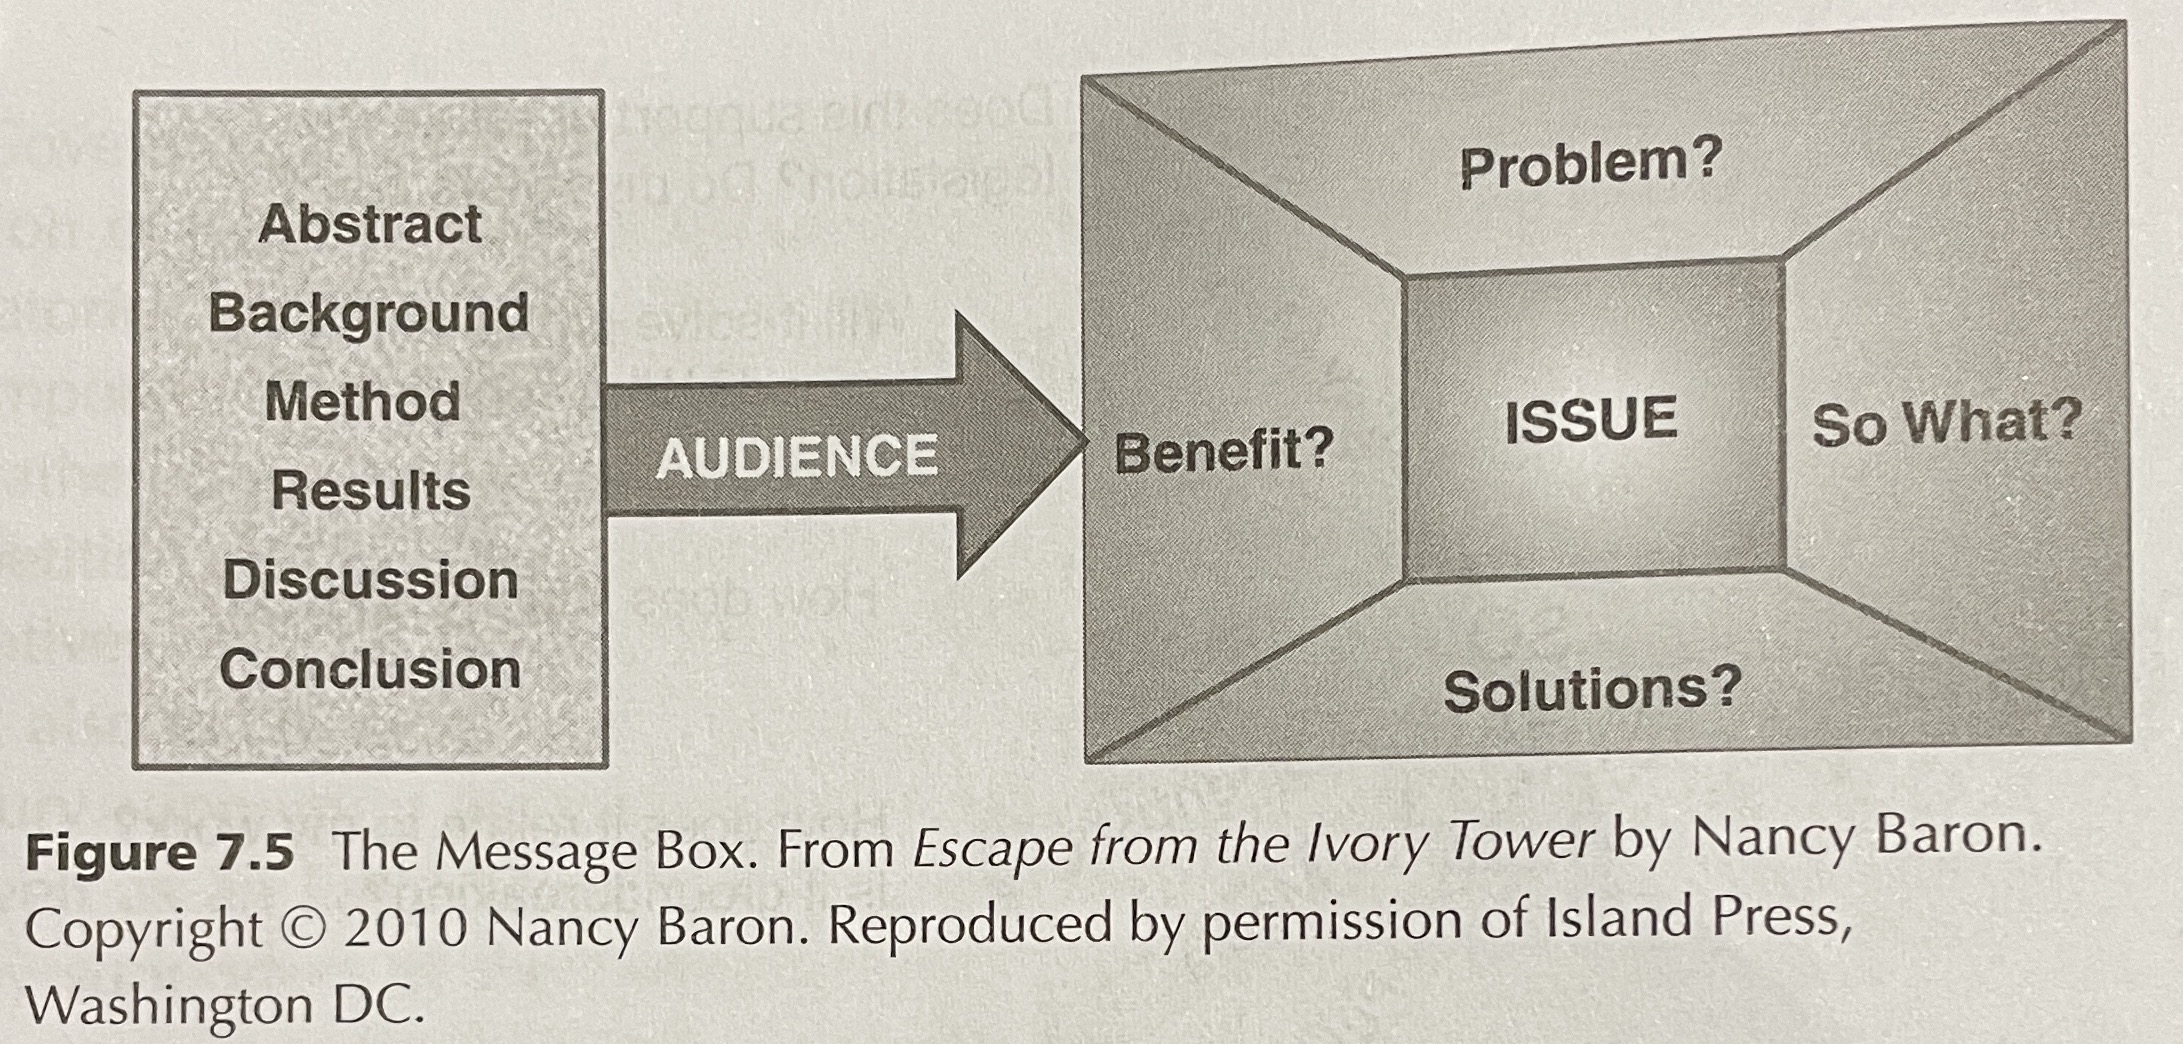 Abstract
Background
Method
Results
Discussion
Conclusion
AUDIENCE
Problem?
Benefit?
ISSUE
So What?
Solutions?
Figure 7.5 The Message Box. From Escape from the Ivory Tower by Nancy Baron.
Copyright © 2010 Nancy Baron. Reproduced by permission of Island Press,
Washington DC.